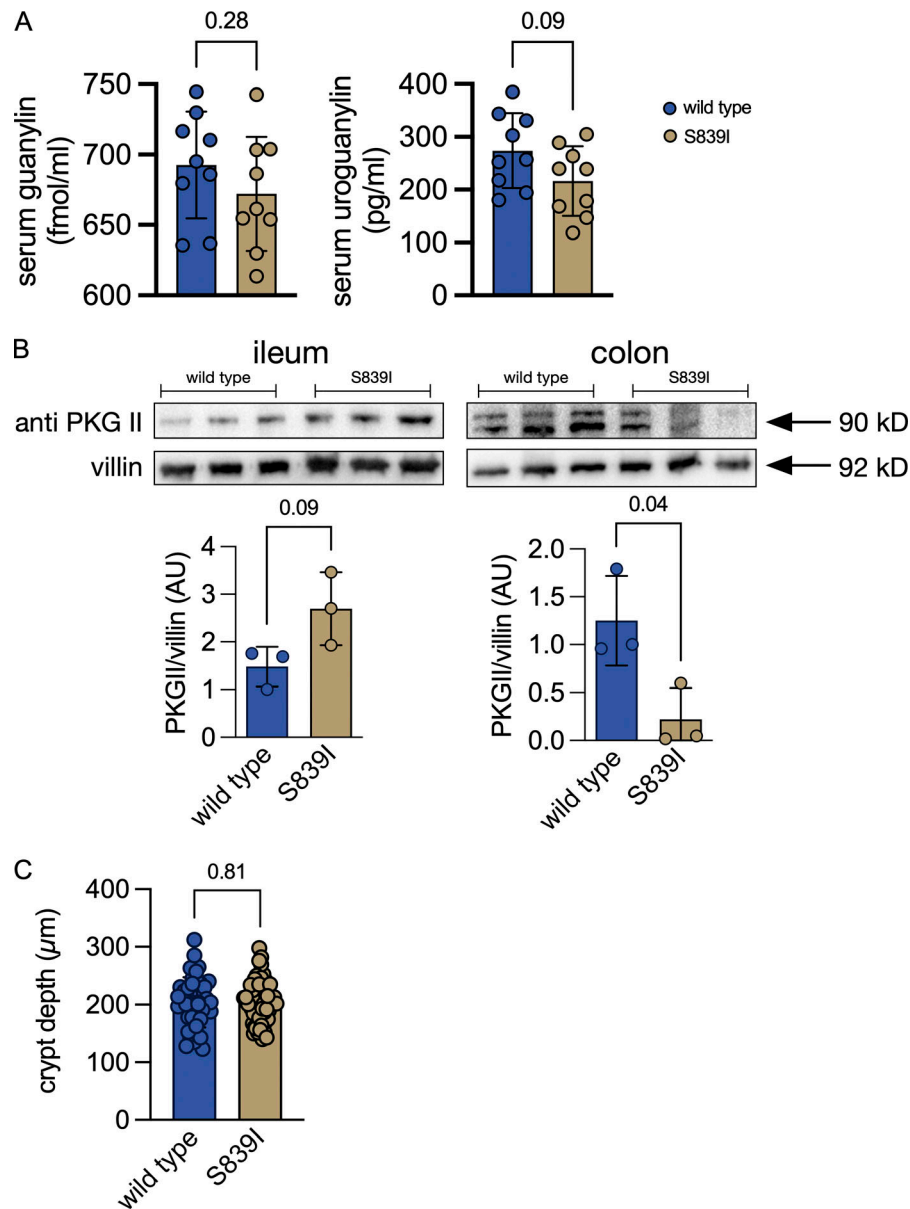 A
0.28
0.09
750
700
650
600
serum guanylin
(fmol/ml)
400
300
200
100
0
serum uroguanylin
(pg/ml)
wild type
S839I
B
ileum
colon
wild type
S839I
wild type
S839I
anti PKG II
90 kD
villin
92 kD
0.09
0.04
4
3
2
1
0
PKGII/villin (AU)
wild type
S839I
2.0
1.5
1.0
0.5
0.0
PKGII/villin (AU)
wild type
S839I
C
0.81
400
300
200
100
0
crypt depth (µm)
wild type
S839I